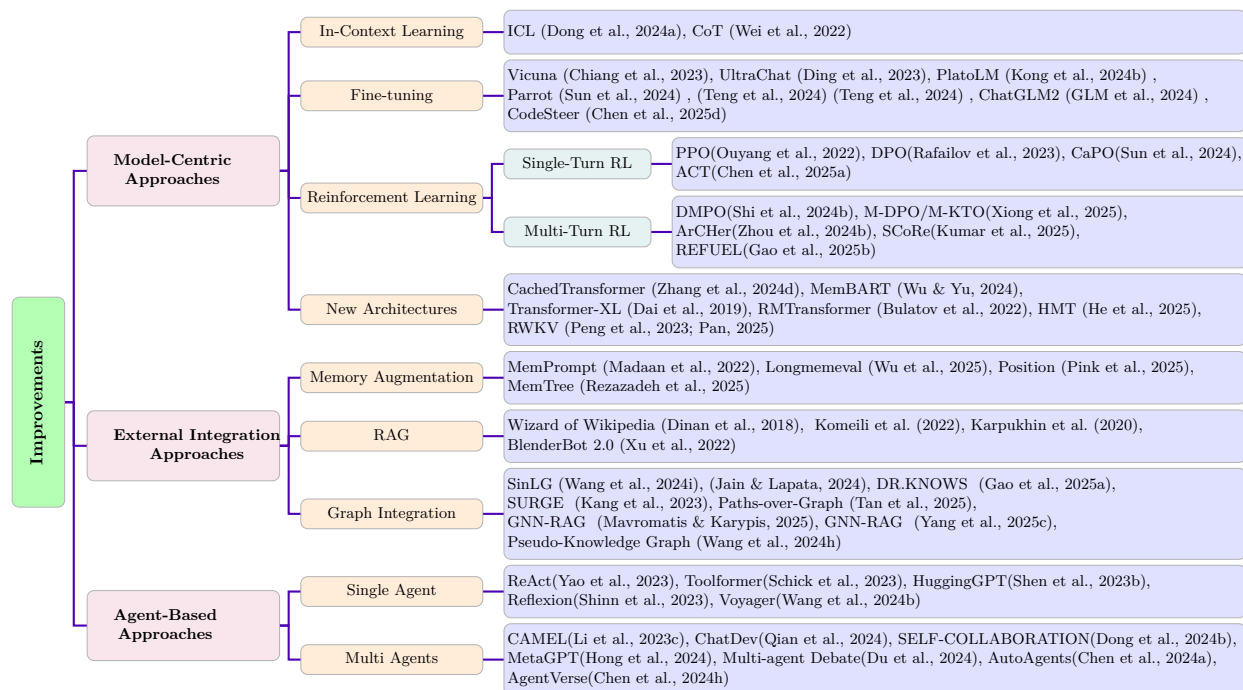 Improvements
Model-Centric
Approaches
In-Context Learning
ICL (Dong et al., 2024a), CoT (Wei et al., 2022)
Fine-tuning
Vicuna (Chiang et al., 2023), UltraChat (Ding et al., 2023), PlatoLM (Kong et al., 2024b) ,
Parrot (Sun et al., 2024) , (Teng et al., 2024) (Teng et al., 2024) , ChatGLM2 (GLM et al., 2024) ,
CodeSteer (Chen et al., 2025d)
Reinforcement Learning
Single-Turn RL
PPO(Ouyang et al., 2022), DPO(Rafailov et al., 2023), CaPO(Sun et al., 2024),
ACT(Chen et al., 2025a)
Multi-Turn RL
DMPO(Shi et al., 2024b), M-DPO/M-KTO(Xiong et al., 2025),
ArCHer(Zhou et al., 2024b), SCoRe(Kumar et al., 2025),
REFUEL(Gao et al., 2025b)
New Architectures
CachedTransformer (Zhang et al., 2024d), MemBART (Wu & Yu, 2024),
Transformer-XL (Dai et al., 2019), RMTransformer (Bulatov et al., 2022), HMT (He et al., 2025),
RWKV (Peng et al., 2023; Pan, 2025)
External Integration
Approaches
Memory Augmentation
MemPrompt (Madaan et al., 2022), Longmemeval (Wu et al., 2025), Position (Pink et al., 2025),
MemTree (Rezazadeh et al., 2025)
RAG
Wizard of Wikipedia (Dinan et al., 2018), Komeili et al. (2022), Karpukhin et al. (2020),
BlenderBot 2.0 (Xu et al., 2022)
Graph Integration
SinLG (Wang et al., 2024i), (Jain & Lapata, 2024), DR.KNOWS (Gao et al., 2025a),
SURGE (Kang et al., 2023), Paths-over-Graph (Tan et al., 2025),
GNN-RAG (Mavromatis & Karypis, 2025), GNN-RAG (Yang et al., 2025c),
Pseudo-Knowledge Graph (Wang et al., 2024h)
Agent-Based
Approaches
Single Agent
ReAct(Yao et al., 2023), Toolformer(Schick et al., 2023), HuggingGPT(Shen et al., 2023b),
Reflexion(Shinn et al., 2023), Voyager(Wang et al., 2024b)
Multi Agents
CAMEL(Li et al., 2023c), ChatDev(Qian et al., 2024), SELF-COLLABORATION(Dong et al., 2024b),
MetaGPT(Hong et al., 2024), Multi-agent Debate(Du et al., 2024), AutoAgents(Chen et al., 2024a),
AgentVerse(Chen et al., 2024h)